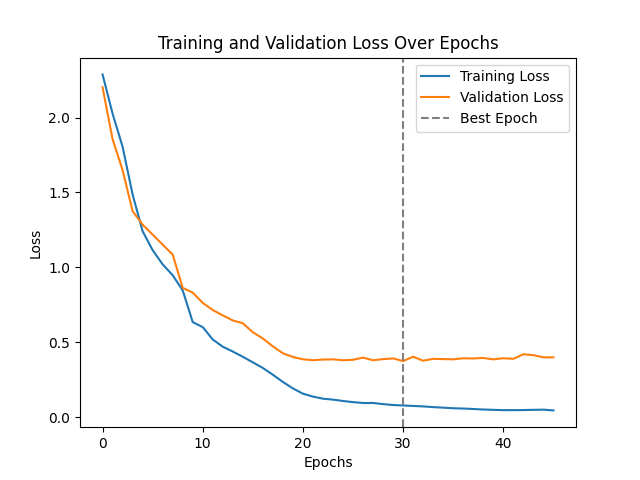 Training and Validation Loss Over Epochs
Training Loss
Validation Loss
Best Epoch
2.0
1.5
1.0
0.5
0.0
Loss
0 10 20 30 40
Epochs